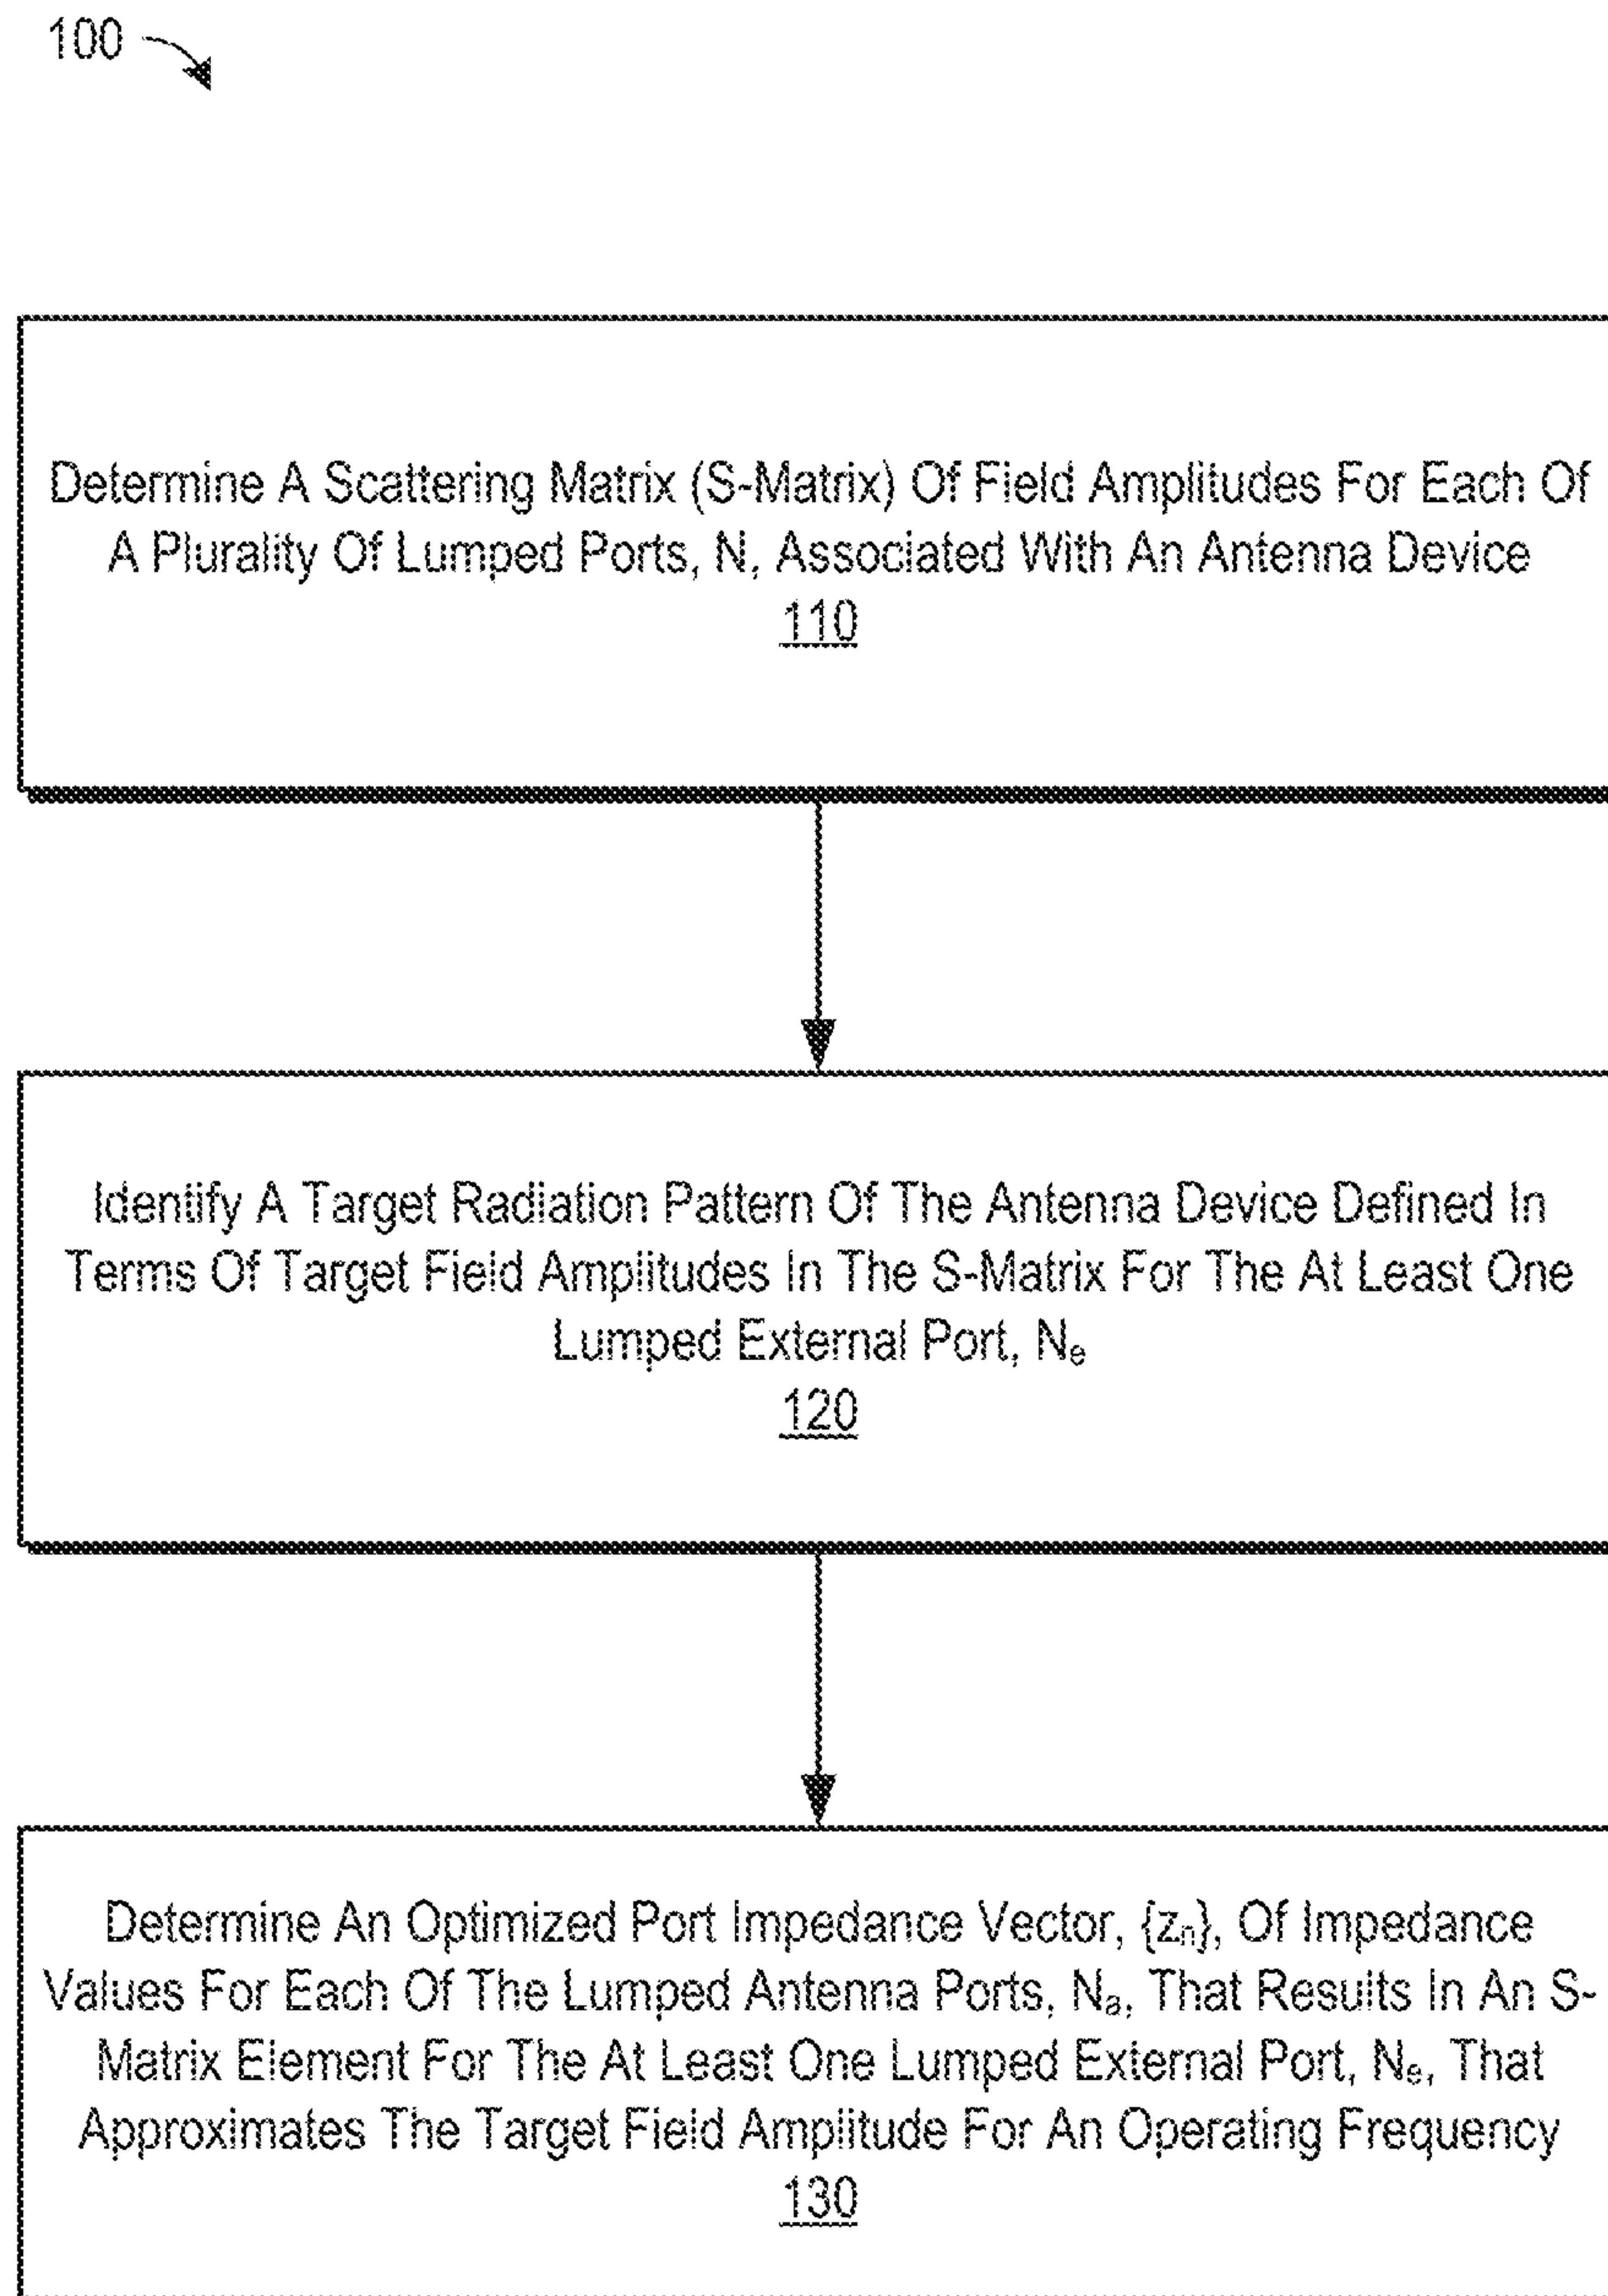 100
Determine A Scattering Matrix (S-Matrix) Of Field Amplitudes For Each Of
A Plurality Of Lumped Ports, N, Associated With An Antenna Device
110
Identify A Target Radiation Pattern Of The Antenna Device Defined In
Terms Of Target Field Amplitudes In The S-Matrix For The At Least One
Lumped External Port, Nₑ
120
Determine An Optimized Port Impedance Vector, {zₙ}, Of Impedance
Values For Each Of The Lumped Antenna Ports, Nₐ, That Results In An S-
Matrix Element For The At Least One Lumped External Port, Nₑ, That
Approximates The Target Field Amplitude For An Operating Frequency
130